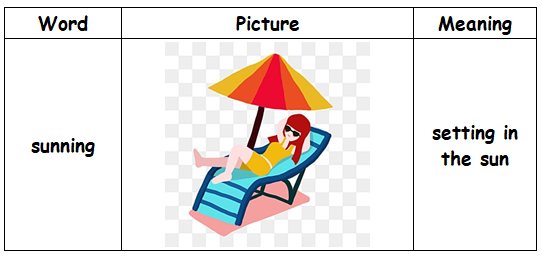 Word Picture Meaning
sunning
setting in
the sun